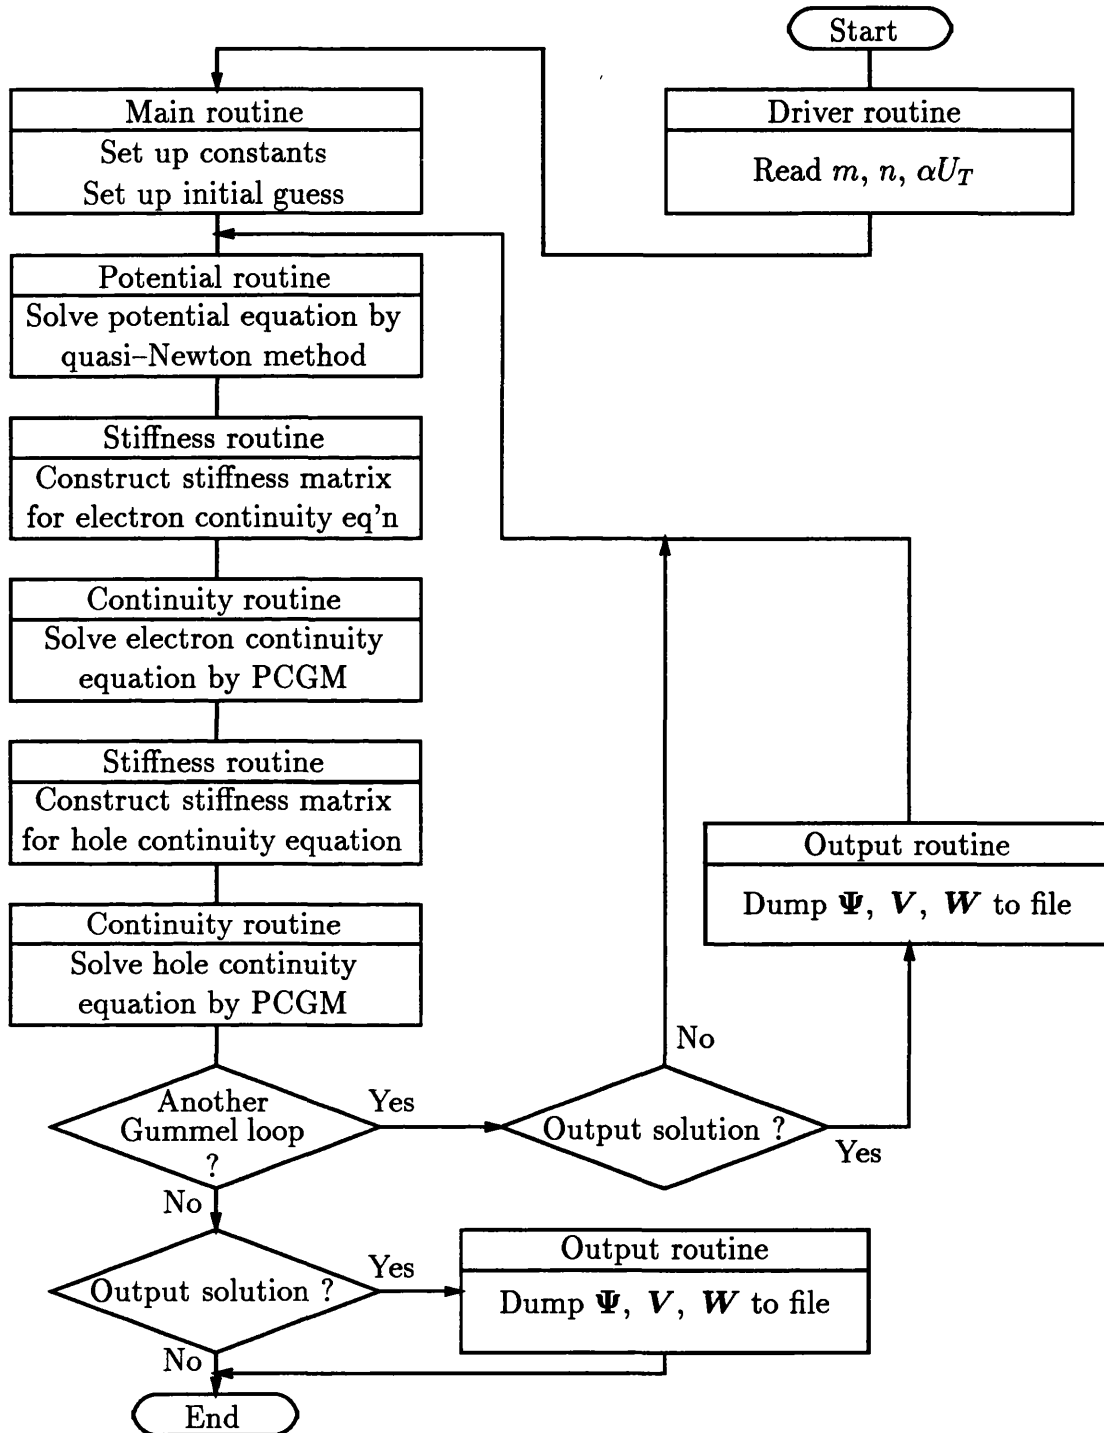 Start
Driver routine
Read m, n, αU_T
Main routine
Set up constants
Set up initial guess
Potential routine
Solve potential equation by
quasi–Newton method
Stiffness routine
Construct stiffness matrix
for electron continuity eq'n
Continuity routine
Solve electron continuity
equation by PCGM
Stiffness routine
Construct stiffness matrix
for hole continuity equation
Continuity routine
Solve hole continuity
equation by PCGM
Another
Gummel loop
?
Yes
Output solution ?
No
Yes
Output routine
Dump Ψ, V, W to file
No
Output solution ?
Yes
Output routine
Dump Ψ, V, W to file
No
End